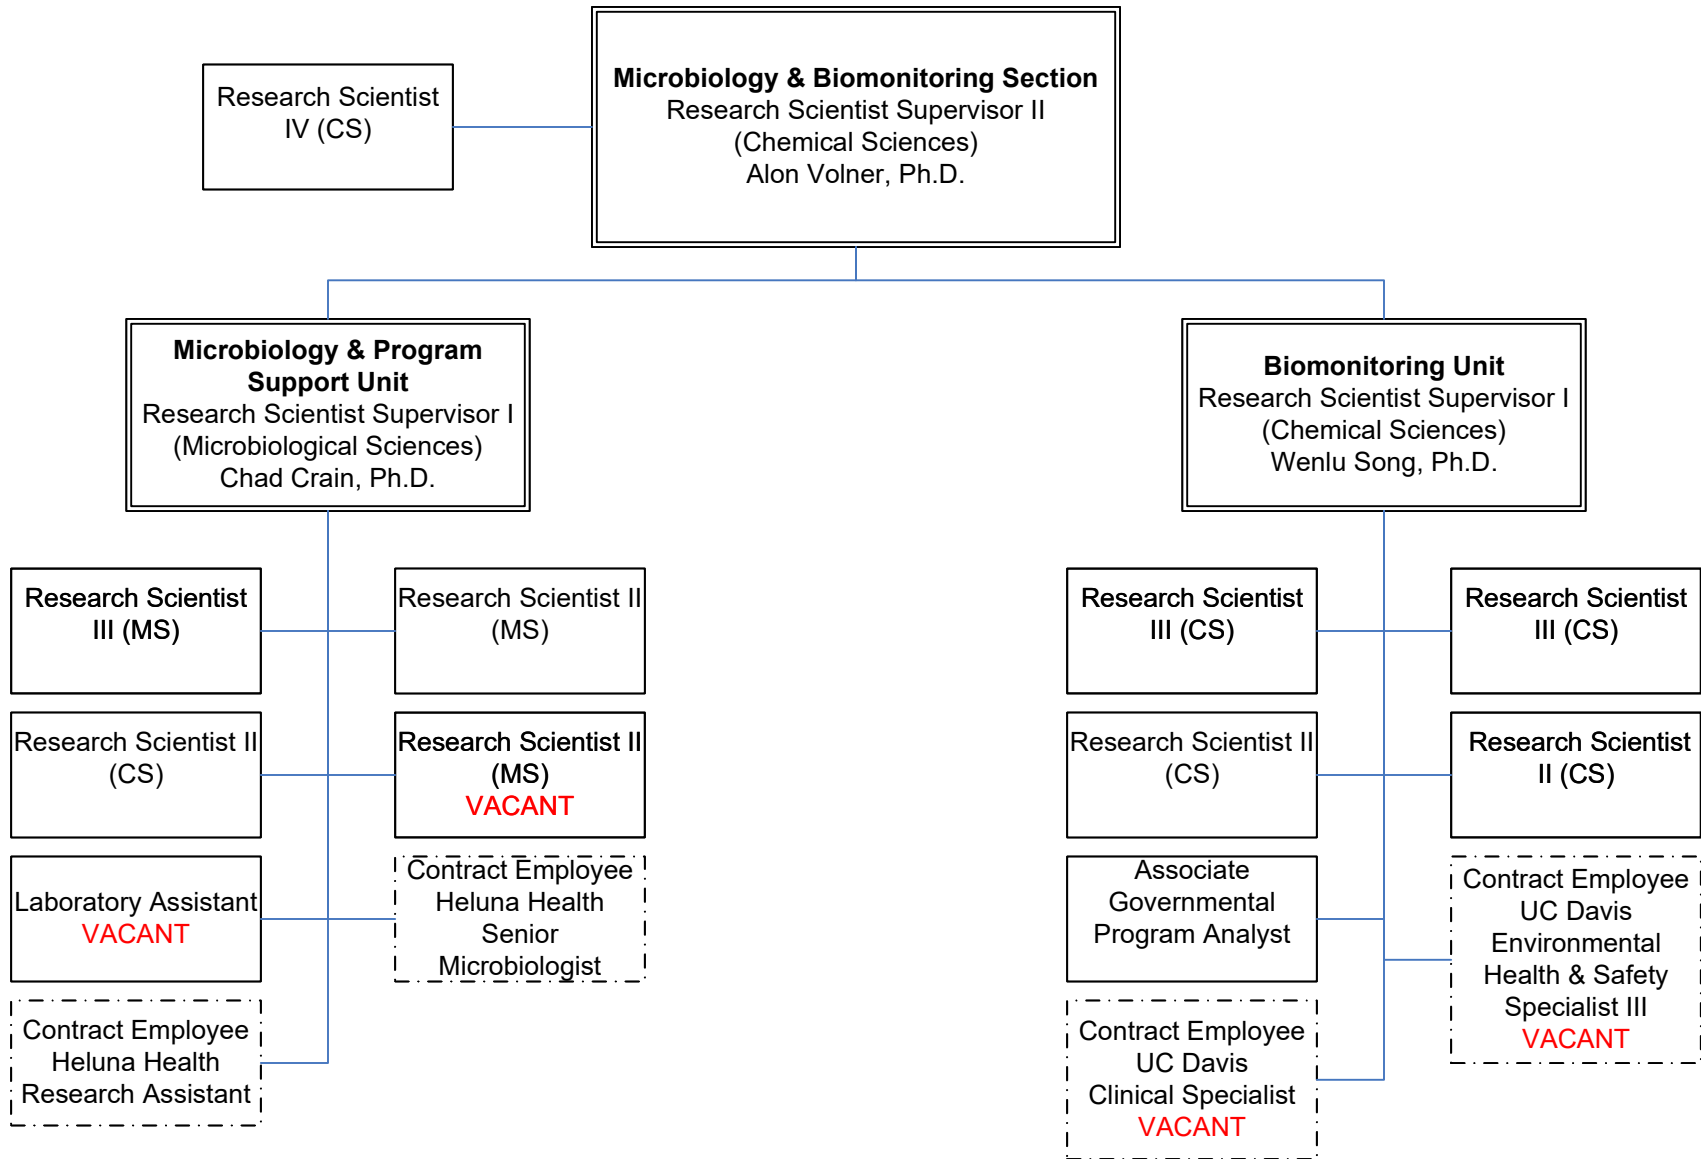 Research Scientist
IV (CS)
Microbiology & Biomonitoring Section
Research Scientist Supervisor II
(Chemical Sciences)
Alon Volner, Ph.D.
Microbiology & Program
Support Unit
Research Scientist Supervisor I
(Microbiological Sciences)
Chad Crain, Ph.D.
Biomonitoring Unit
Research Scientist Supervisor I
(Chemical Sciences)
Wenlu Song, Ph.D.
Research Scientist
III (MS)
Research Scientist II
(MS)
Research Scientist II
(CS)
Research Scientist II
(MS)
VACANT
Laboratory Assistant
VACANT
Contract Employee
Heluna Health
Senior
Microbiologist
Contract Employee
Heluna Health
Research Assistant
Research Scientist
III (CS)
Research Scientist
III (CS)
Research Scientist II
(CS)
Research Scientist
II (CS)
Associate
Governmental
Program Analyst
Contract Employee
UC Davis
Environmental
Health & Safety
Specialist III
VACANT
Contract Employee
UC Davis
Clinical Specialist
VACANT